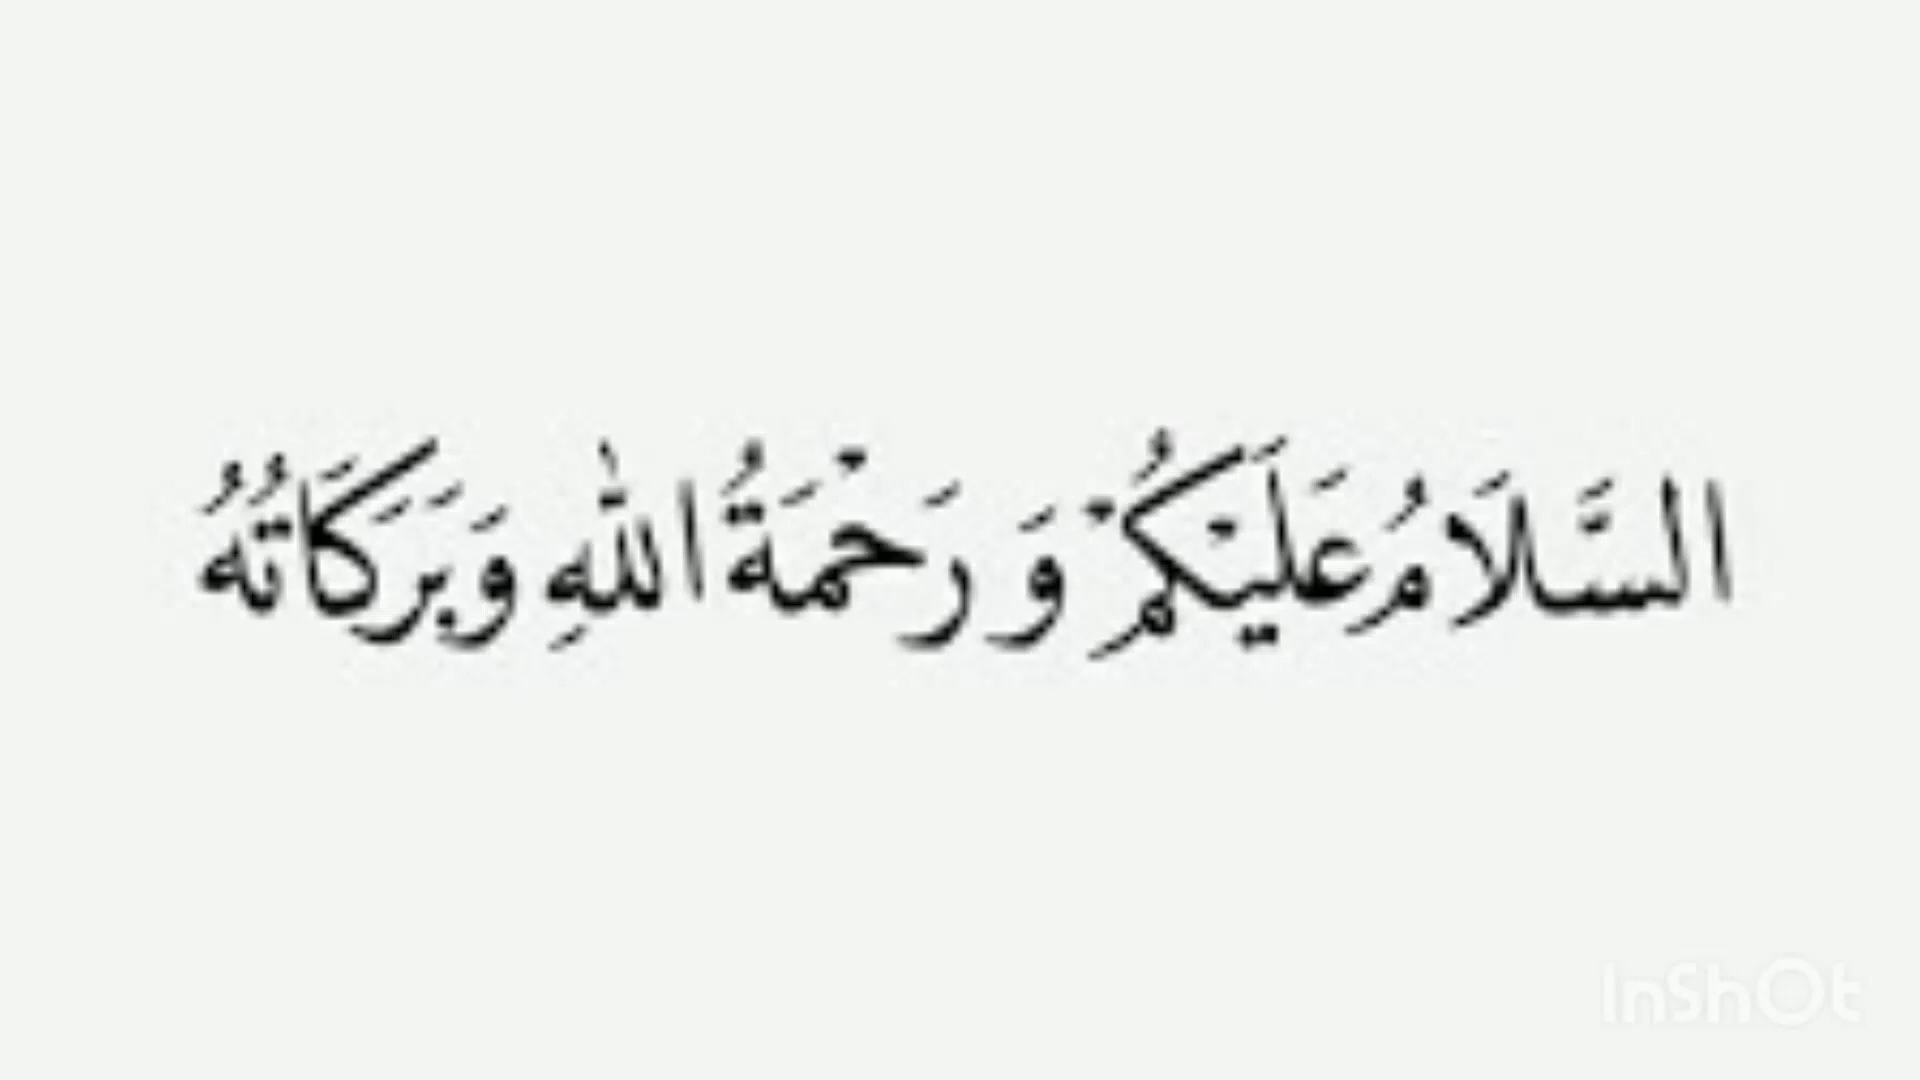 السَّلَامُ عَلَيْكُمْ وَ رَحْمَةُ اللهِ وَبَرَكَاتُهُ
InShOt